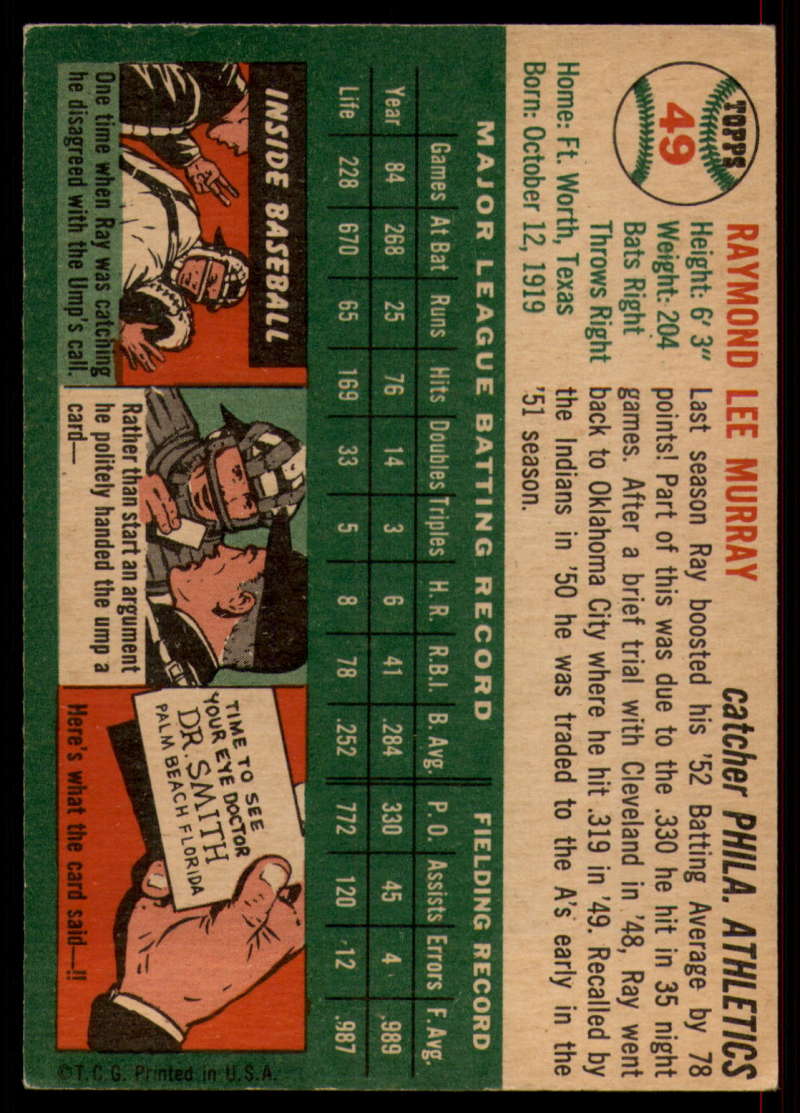 TOPPS
49
RAYMOND LEE MURRAY
catcher PHILA. ATHLETICS
Height: 6' 3"
Weight: 204
Bats Right
Throws Right
Home: Ft. Worth, Texas
Born: October 12, 1919
Last season Ray boosted his '52 Batting Average by 78
points! Part of this was due to the .330 he hit in 35 night
games. After a brief trial with Cleveland in '48, Ray went
back to Oklahoma City where he hit .319 in '49. Recalled by
the Indians in '50 he was traded to the A's early in the
'51 season.
MAJOR LEAGUE BATTING RECORD FIELDING RECORD
Games At Bat Runs Hits Doubles Triples H. R. R.B.I. B. Avg. P. O. Assists Errors F. Avg.
Year 84 268 25 76 14 3 6 41 .284 330 45 4 .989
Life 228 670 65 169 33 5 8 78 .252 772 120 12 .987
INSIDE BASEBALL
One time when Ray was catching
he disagreed with the Ump's call.
Rather than start an argument
he politely handed the ump a
card—
TIME TO SEE
YOUR EYE DOCTOR
DR. SMITH
PALM BEACH FLORIDA
Here's what the card said—!!
©T.C.G. Printed in U.S.A.